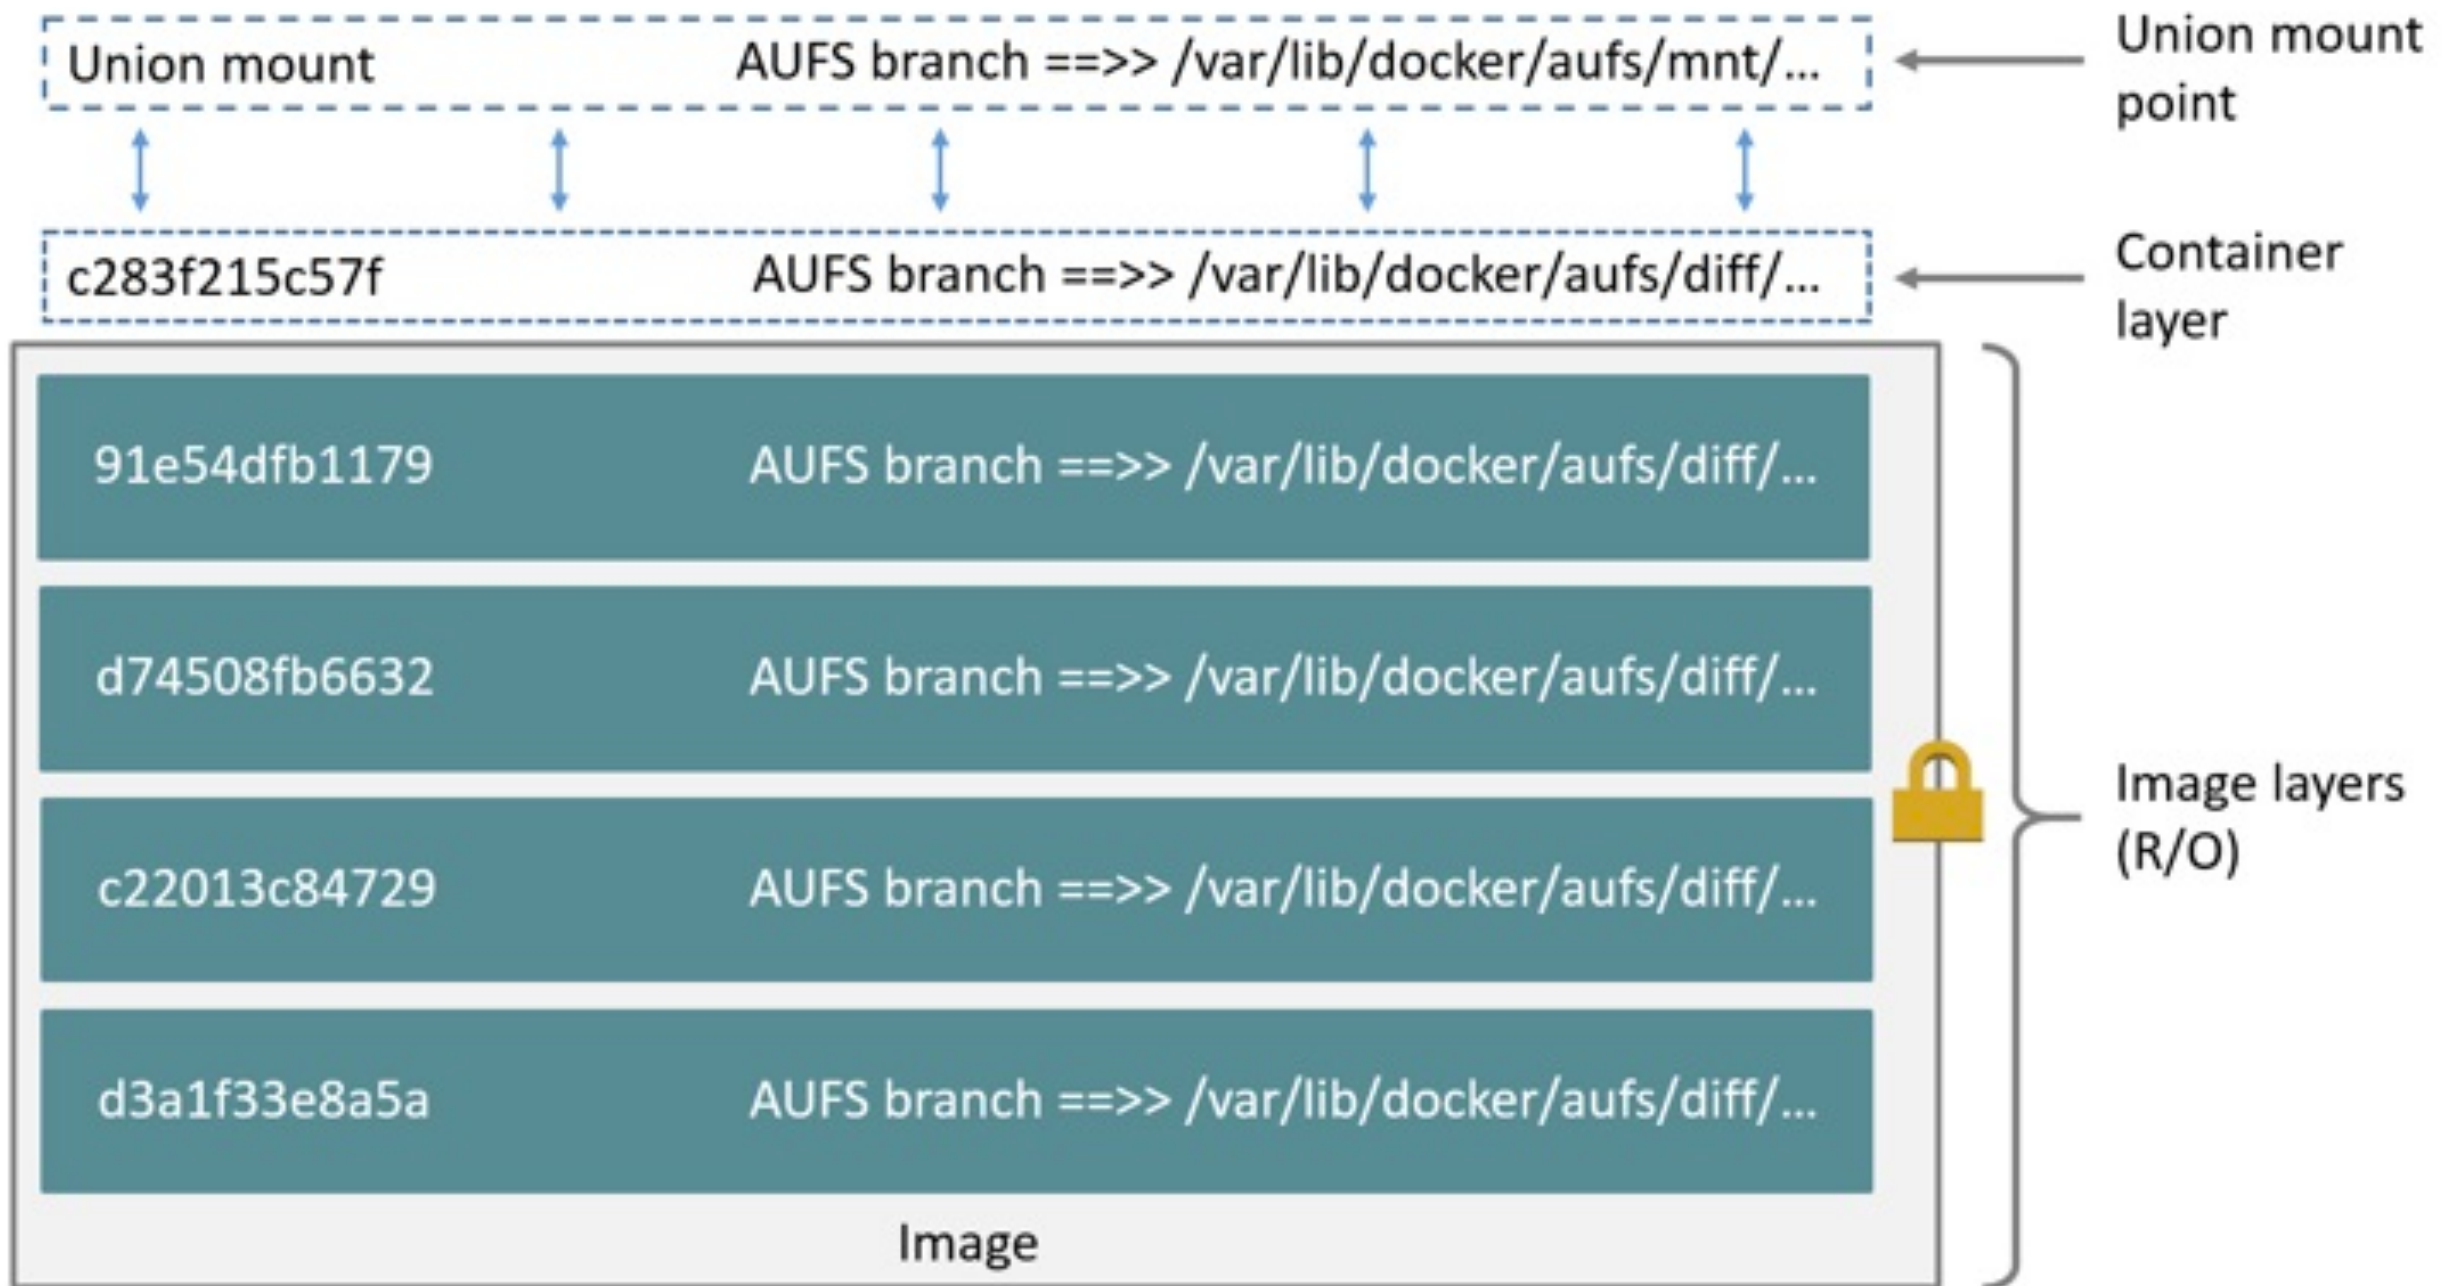 Union mount AUFS branch ==>> /var/lib/docker/aufs/mnt/...
Union mount
point
c283f215c57f AUFS branch ==>> /var/lib/docker/aufs/diff/...
Container
layer
91e54dfb1179 AUFS branch ==>> /var/lib/docker/aufs/diff/...
d74508fb6632 AUFS branch ==>> /var/lib/docker/aufs/diff/...
c22013c84729 AUFS branch ==>> /var/lib/docker/aufs/diff/...
d3a1f33e8a5a AUFS branch ==>> /var/lib/docker/aufs/diff/...
Image layers
(R/O)
Image